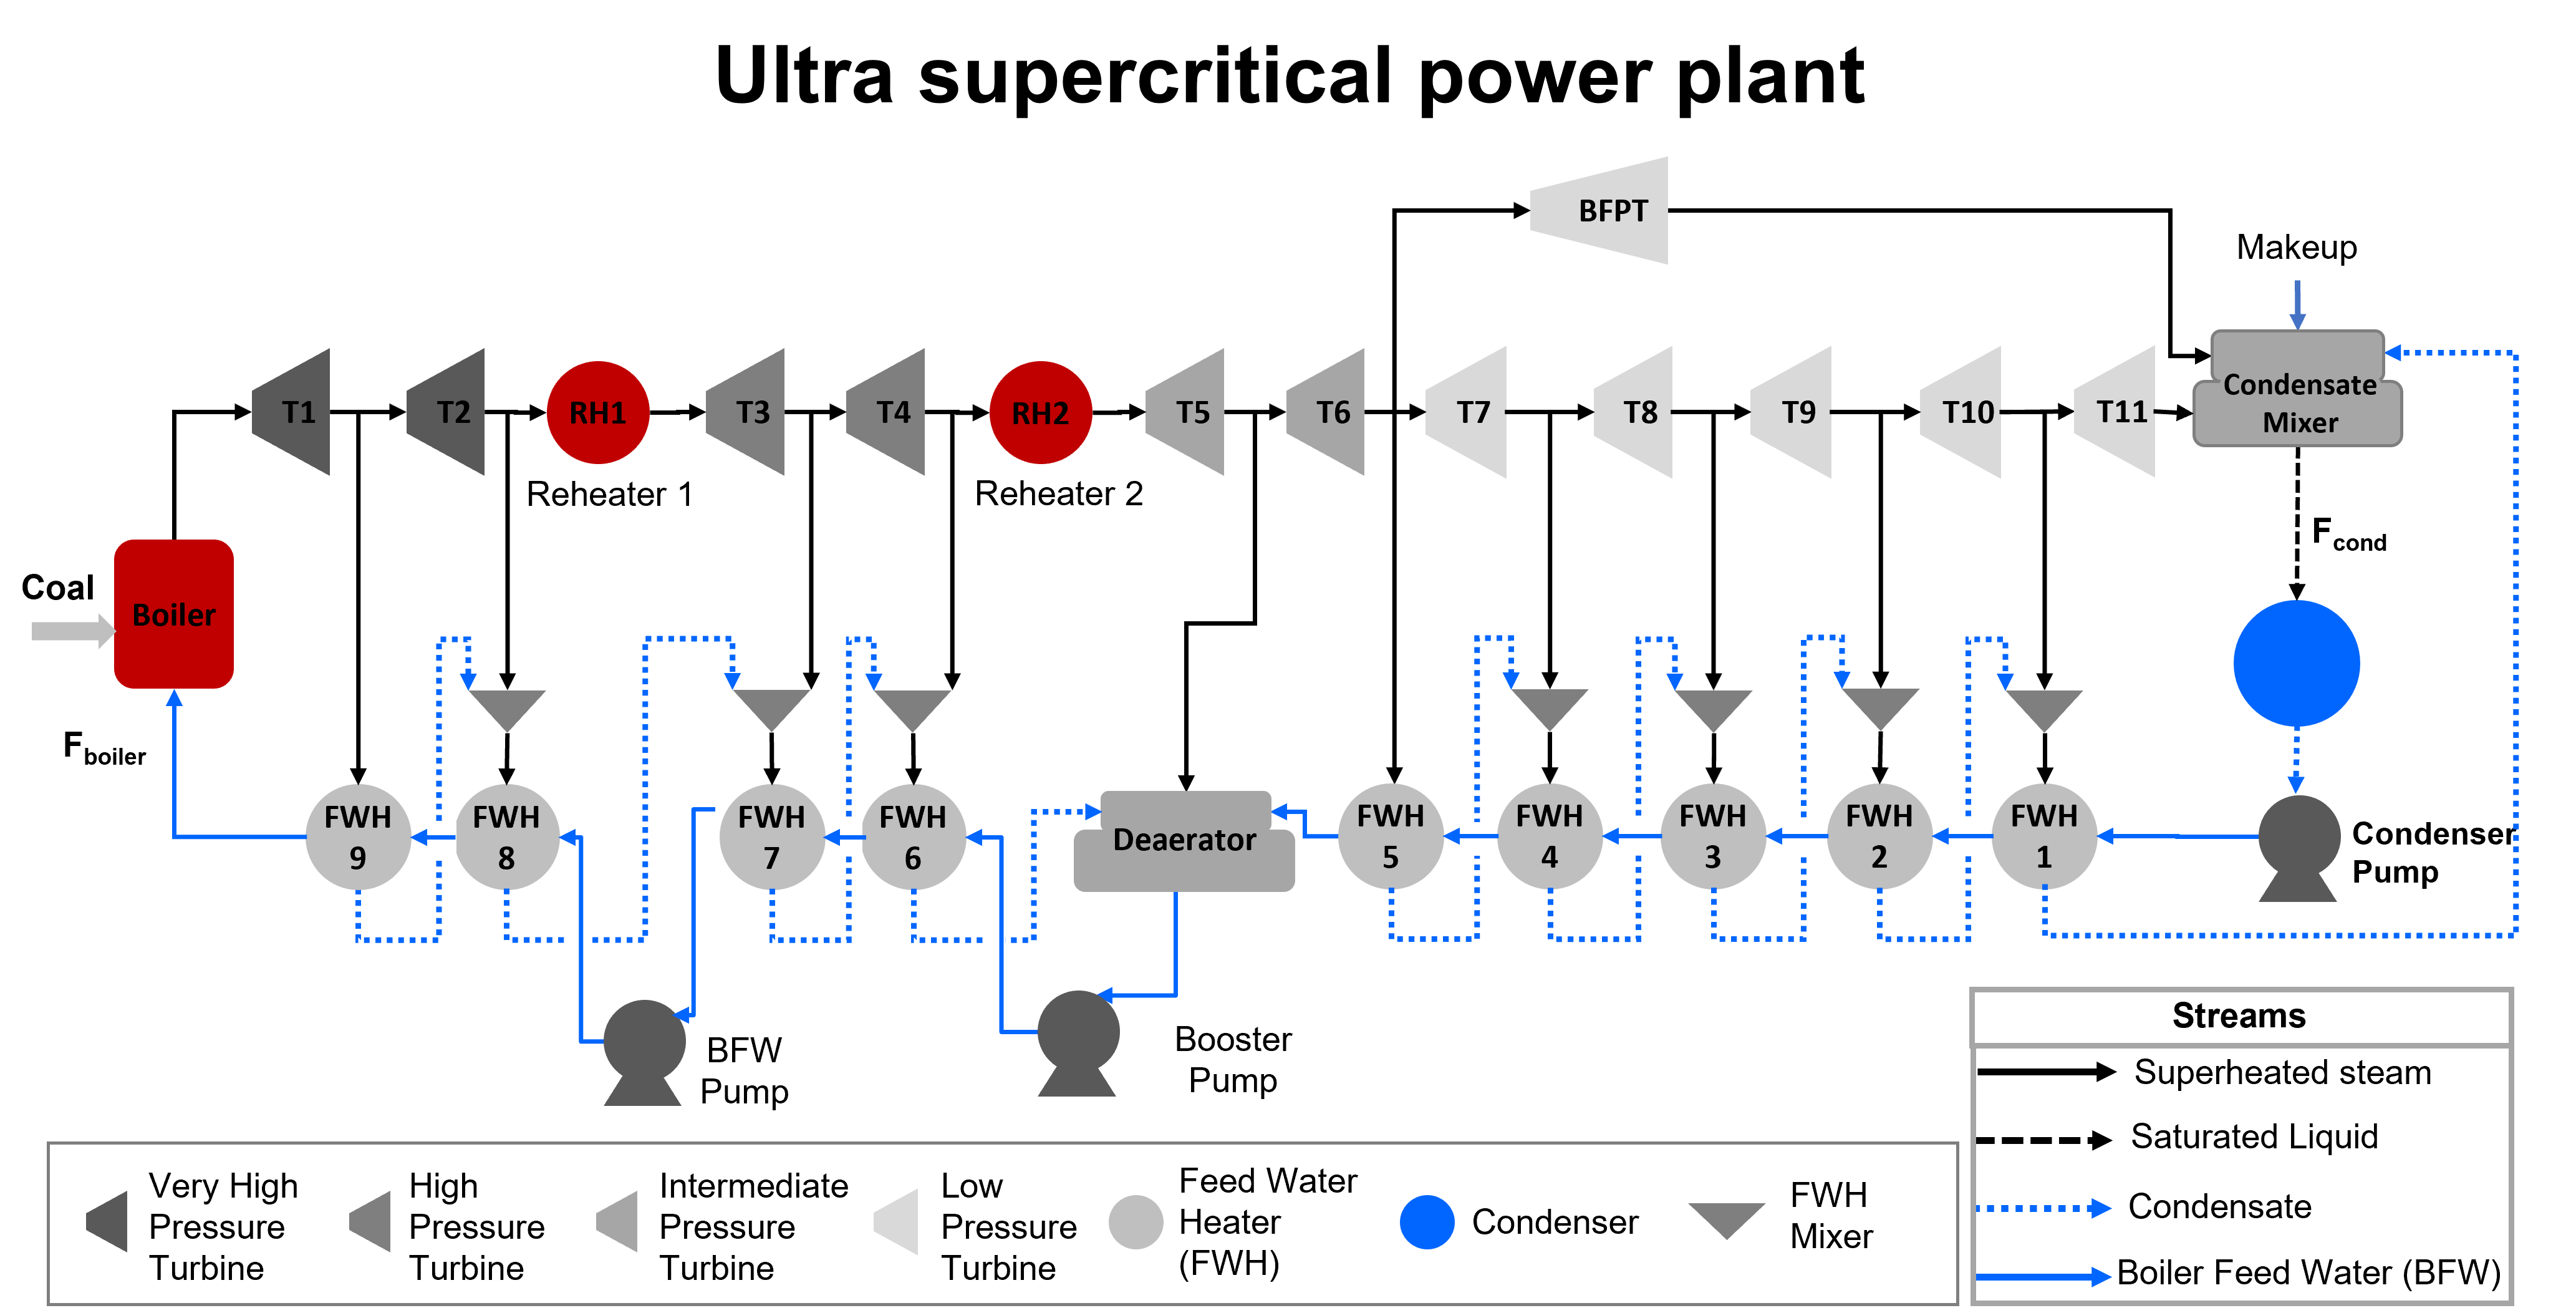 Ultra supercritical power plant
BFPT
Makeup
T1
T2
RH1
T3
T4
RH2
T5
T6
T7
T8
T9
T10
T11
Condensate
Mixer
Reheater 1
Reheater 2
F_cond
Coal
Boiler
F_boiler
FWH
9
FWH
8
FWH
7
FWH
6
Deaerator
FWH
5
FWH
4
FWH
3
FWH
2
FWH
1
Condenser
Pump
BFW
Pump
Booster
Pump
Streams
Superheated steam
Saturated Liquid
Condensate
Boiler Feed Water (BFW)
Very High
Pressure
Turbine
High
Pressure
Turbine
Intermediate
Pressure
Turbine
Low
Pressure
Turbine
Feed Water
Heater
(FWH)
Condenser
FWH
Mixer